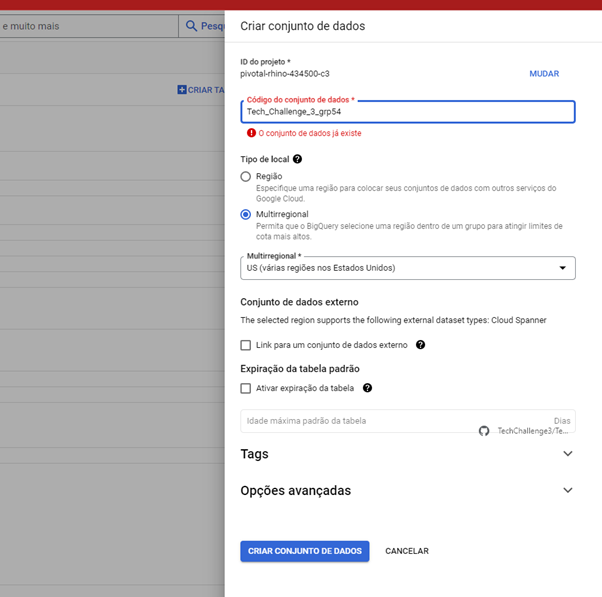 e muito mais
Pesqu
CRIAR TA
Criar conjunto de dados
ID do projeto *
pivotal-rhino-434500-c3
MUDAR
Código do conjunto de dados *
Tech_Challenge_3_grp54
O conjunto de dados já existe
Tipo de local
Região
Especifique uma região para colocar seus conjuntos de dados com outros serviços do
Google Cloud.
Multirregional
Permita que o BigQuery selecione uma região dentro de um grupo para atingir limites de
cota mais altos.
Multirregional *
US (várias regiões nos Estados Unidos)
Conjunto de dados externo
The selected region supports the following external dataset types: Cloud Spanner
Link para um conjunto de dados externo
Expiração da tabela padrão
Ativar expiração da tabela
Idade máxima padrão da tabela
Dias
TechChallenge3/Te...
Tags
Opções avançadas
CRIAR CONJUNTO DE DADOS
CANCELAR